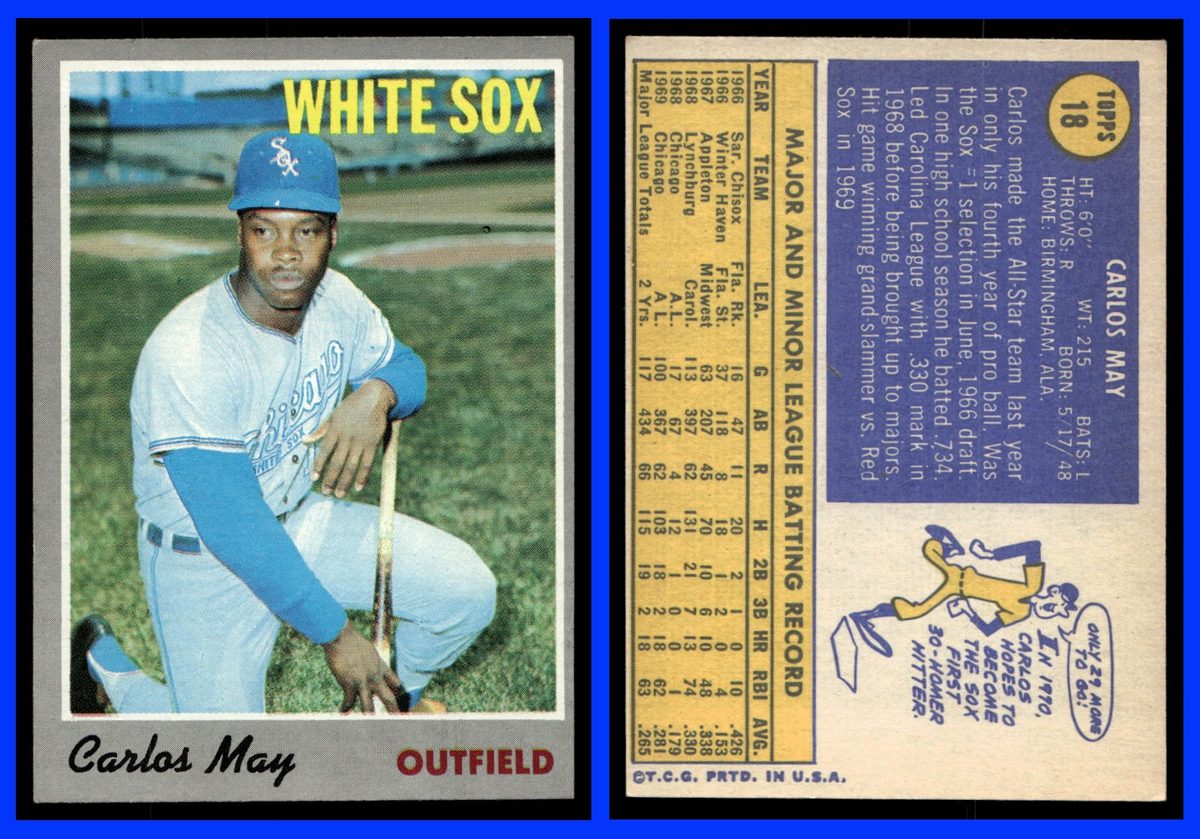 WHITE SOX
SOX
Chicago
WHITE SOX
Carlos May
OUTFIELD
TOPPS
18
CARLOS MAY
HT: 6'0" WT: 215 BATS: L
THROWS: R BORN: 5/17/48
HOME: BIRMINGHAM, ALA.
Carlos made the All-Star team last year
in only his fourth year of pro ball. Was
the Sox #1 selection in June, 1966 draft.
In one high school season he batted .734.
Led Carolina League with .330 mark in
1968 before being brought up to majors.
Hit game winning grand-slammer vs. Red
Sox in 1969
ONLY 29 MORE
TO GO!
IN 1970,
CARLOS
HOPES TO
BECOME
THE SOX
FIRST
30-HOMER
HITTER.
MAJOR AND MINOR LEAGUE BATTING RECORD
YEAR TEAM LEA. G AB R H 2B 3B HR RBI AVG.
1966 Sar. Chisox Fla. Rk. 16 47 11 20 2 1 0 10 .426
1966 Winter Haven Fla. St. 37 118 8 18 1 2 0 4 .153
1967 Appleton Midwest 63 207 45 70 10 6 10 48 .338
1968 Lynchburg Carol. 113 397 62 131 21 7 13 74 .330
1968 Chicago A.L. 17 67 4 12 1 0 0 1 .179
1969 Chicago A.L. 100 367 62 103 18 2 18 62 .281
Major League Totals 2 Yrs. 117 434 66 115 19 2 18 63 .265
©T.C.G. PRTD. IN U.S.A.